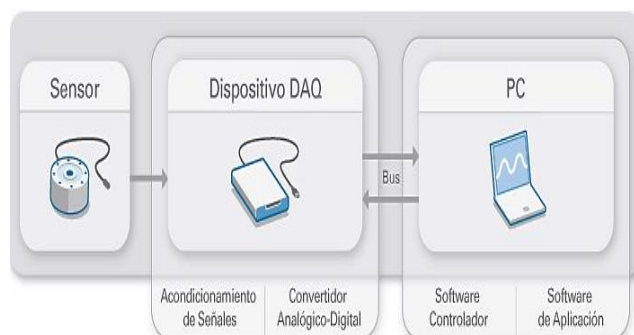 Sensor
Dispositivo DAQ
PC
Bus
Acondicionamiento
de Señales
Convertidor
Analógico-Digital
Software
Controlador
Software
de Aplicación